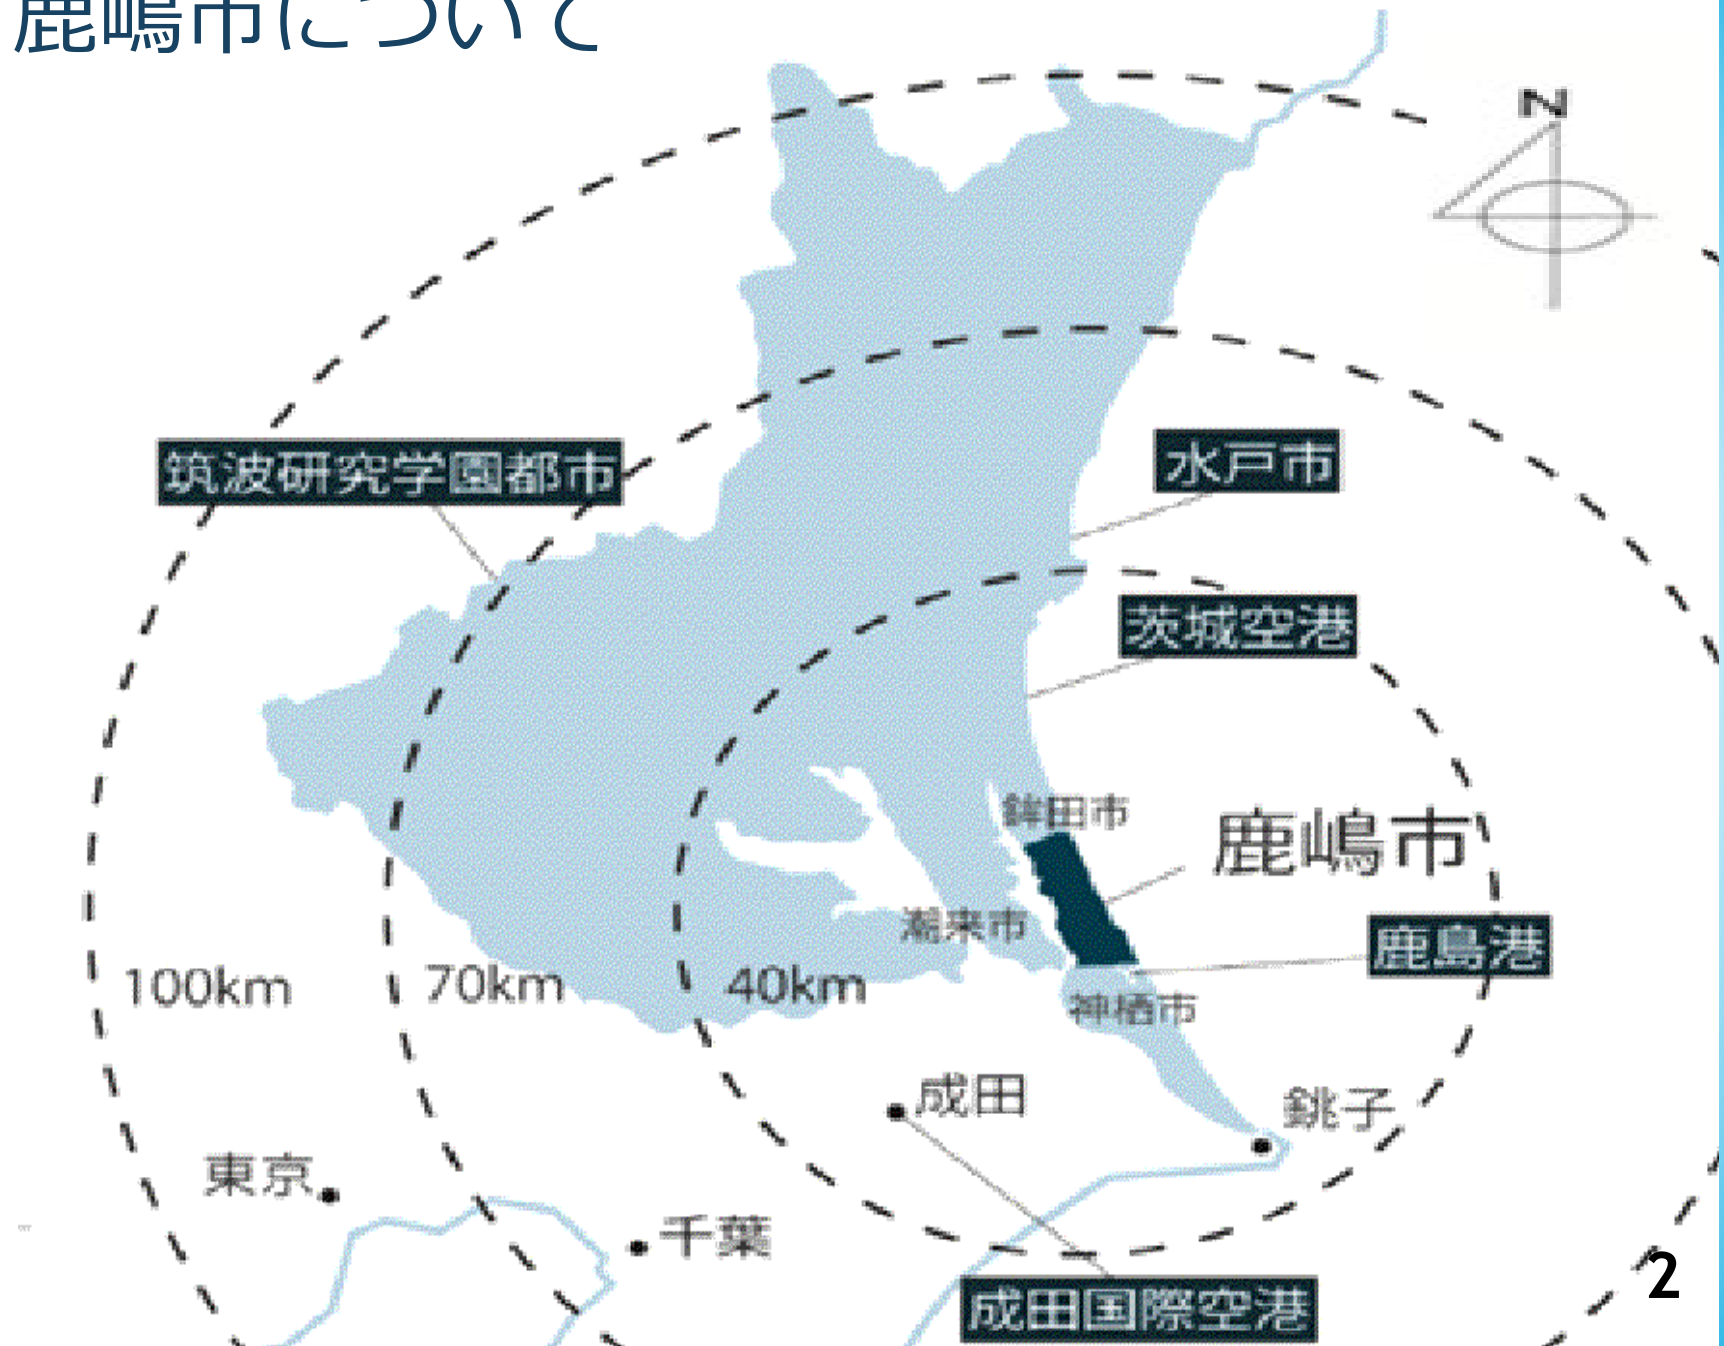 鹿嶋市について
N
筑波研究学園都市
水戸市
茨城空港
鉾田市
鹿嶋市
潮来市
鹿島港
100km
70km
40km
神栖市
成田
銚子
東京
千葉
成田国際空港
2